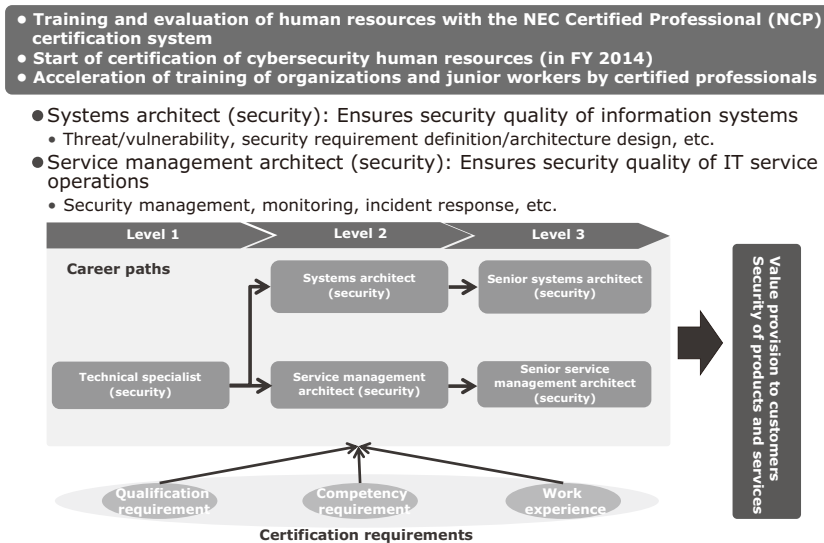 • Training and evaluation of human resources with the NEC Certified Professional (NCP)
certification system
• Start of certification of cybersecurity human resources (in FY 2014)
• Acceleration of training of organizations and junior workers by certified professionals
● Systems architect (security): Ensures security quality of information systems
• Threat/vulnerability, security requirement definition/architecture design, etc.
● Service management architect (security): Ensures security quality of IT service
operations
• Security management, monitoring, incident response, etc.
Level 1
Level 2
Level 3
Career paths
Systems architect
(security)
Senior systems architect
(security)
Technical specialist
(security)
Service management
architect (security)
Senior service
management architect
(security)
Value provision to customers
Security of products and services
Qualification
requirement
Competency
requirement
Work
experience
Certification requirements